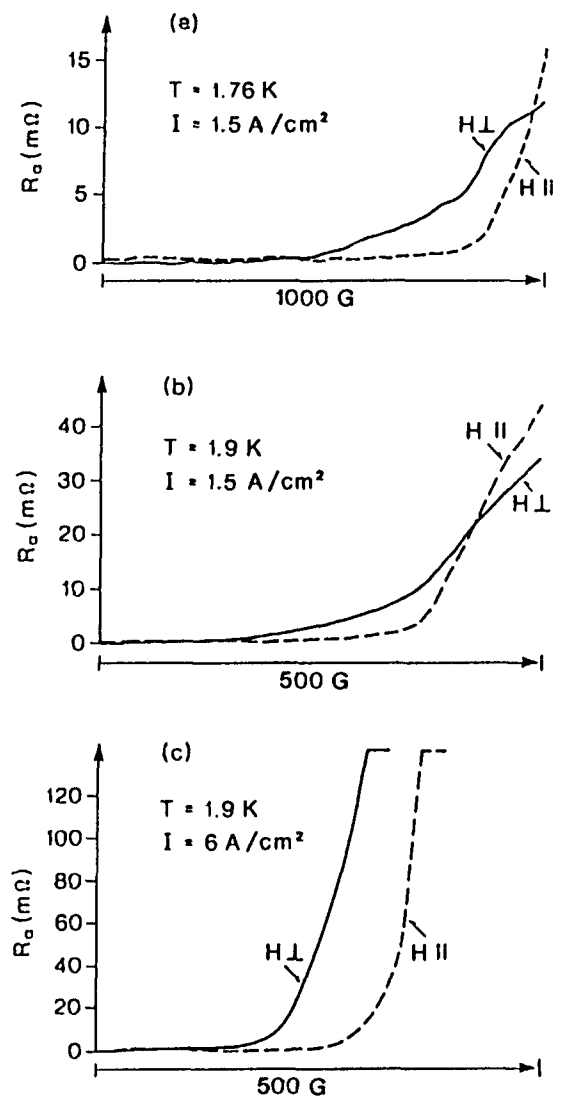 (a)
T = 1.76 K
I = 1.5 A/cm²
Rₐ (mΩ)
15
10
5
0
H⊥
H ||
1000 G
(b)
T = 1.9 K
I = 1.5 A/cm²
Rₐ (mΩ)
40
30
20
10
0
H ||
H⊥
500 G
(c)
T = 1.9 K
I = 6 A/cm²
Rₐ (mΩ)
120
100
80
60
40
20
0
H⊥
H ||
500 G